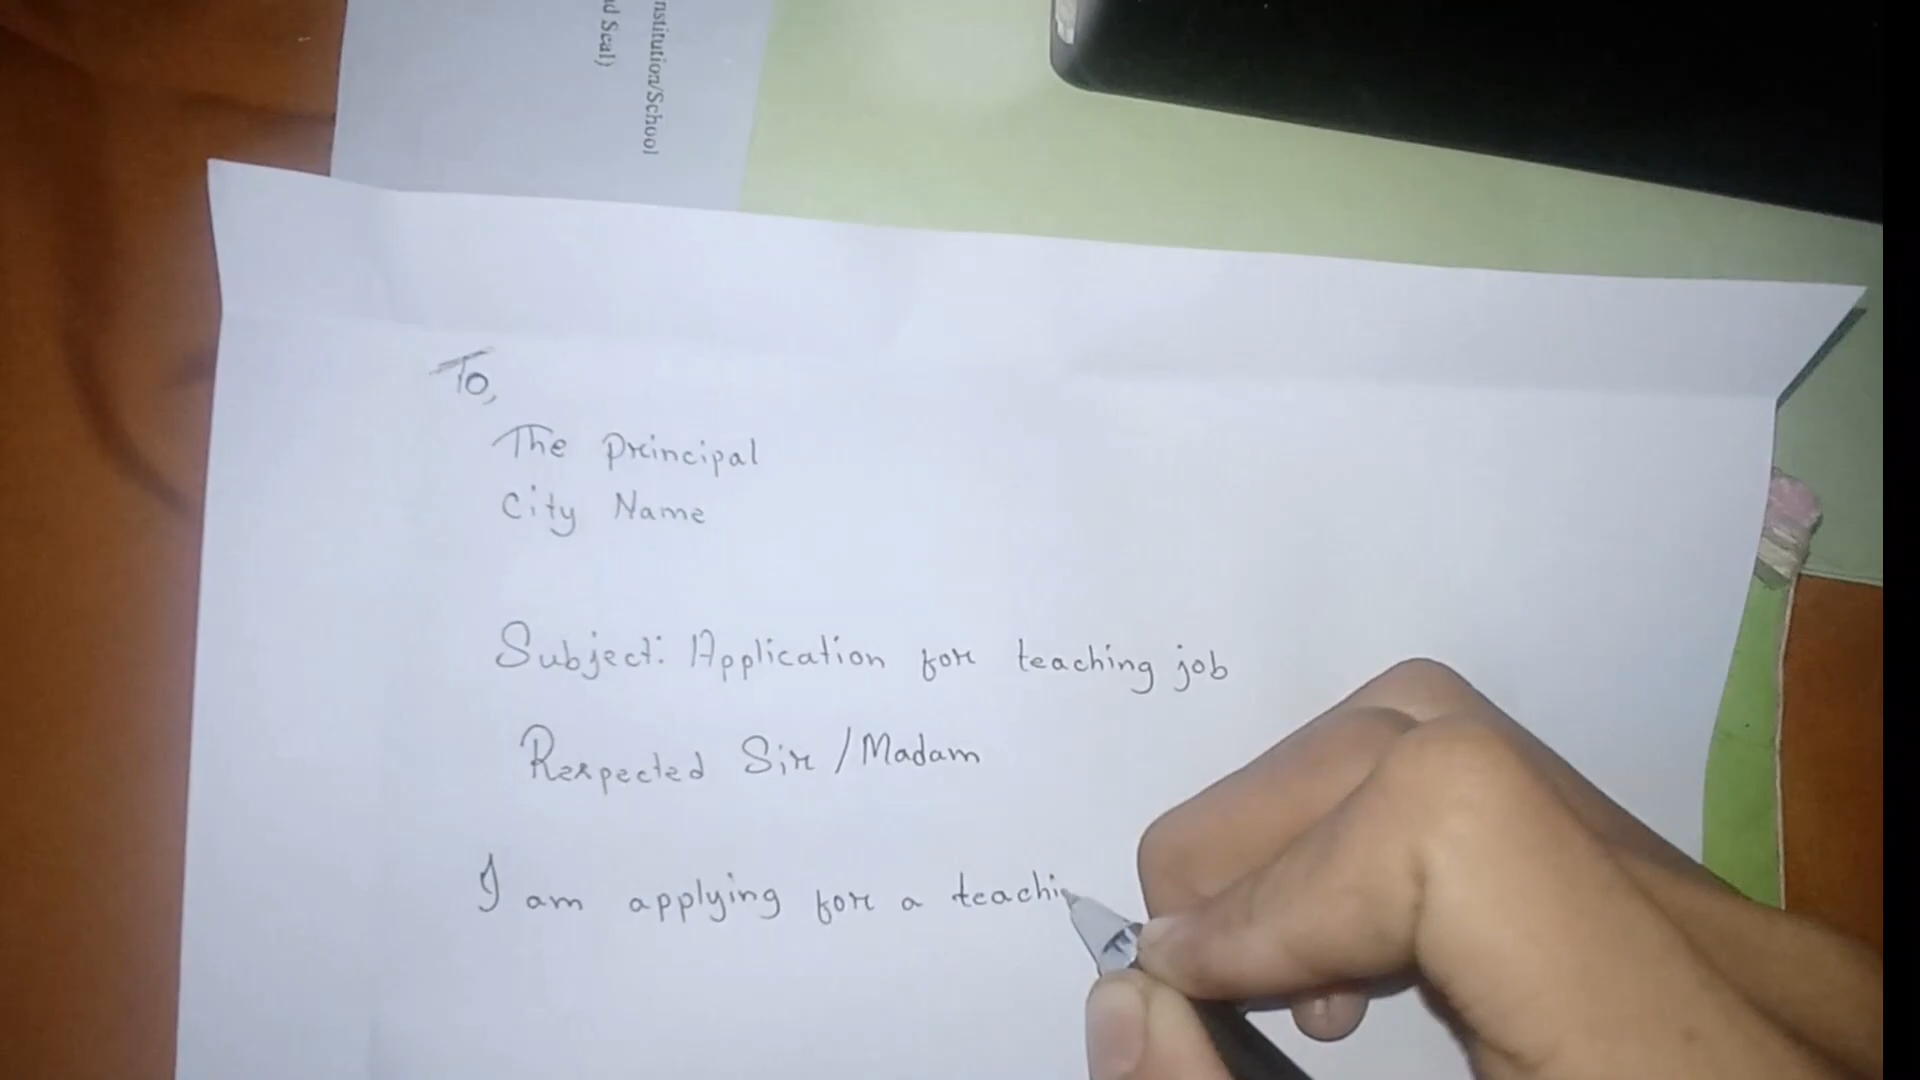 nstitution/School
d Seal)
To,
The Principal
City Name
Subject: Application for teaching job
Respected Sir /Madam
I am applying for a teachi